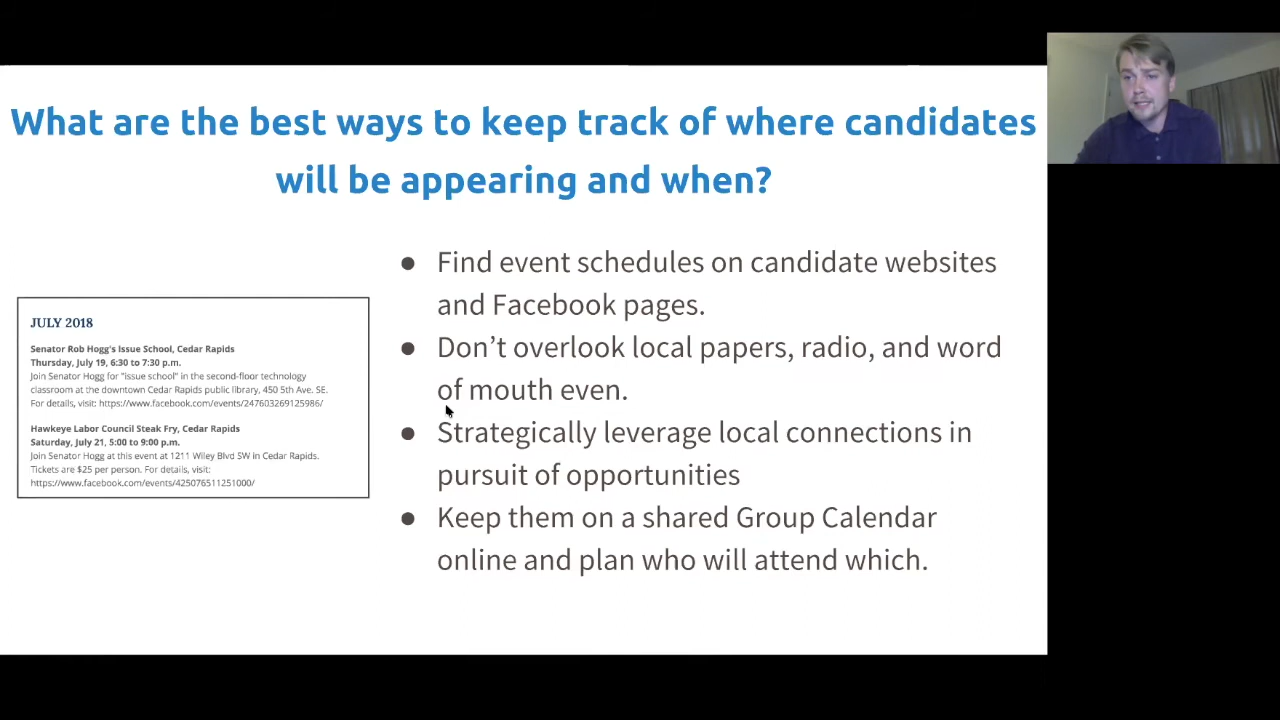 What are the best ways to keep track of where candidates
will be appearing and when?
JULY 2018
Senator Rob Hogg's Issue School, Cedar Rapids
Thursday, July 19, 6:30 to 7:30 p.m.
Join Senator Hogg for "issue school" in the second-floor technology
classroom at the downtown Cedar Rapids public library, 450 5th Ave. SE.
For details, visit: https://www.facebook.com/events/247603269125986/
Hawkeye Labor Council Steak Fry, Cedar Rapids
Saturday, July 21, 5:00 to 9:00 p.m.
Join Senator Hogg at this event at 1211 Wiley Blvd SW in Cedar Rapids.
Tickets are $25 per person. For details, visit:
https://www.facebook.com/events/425076511251000/
● Find event schedules on candidate websites
and Facebook pages.
● Don’t overlook local papers, radio, and word
of mouth even.
● Strategically leverage local connections in
pursuit of opportunities
● Keep them on a shared Group Calendar
online and plan who will attend which.